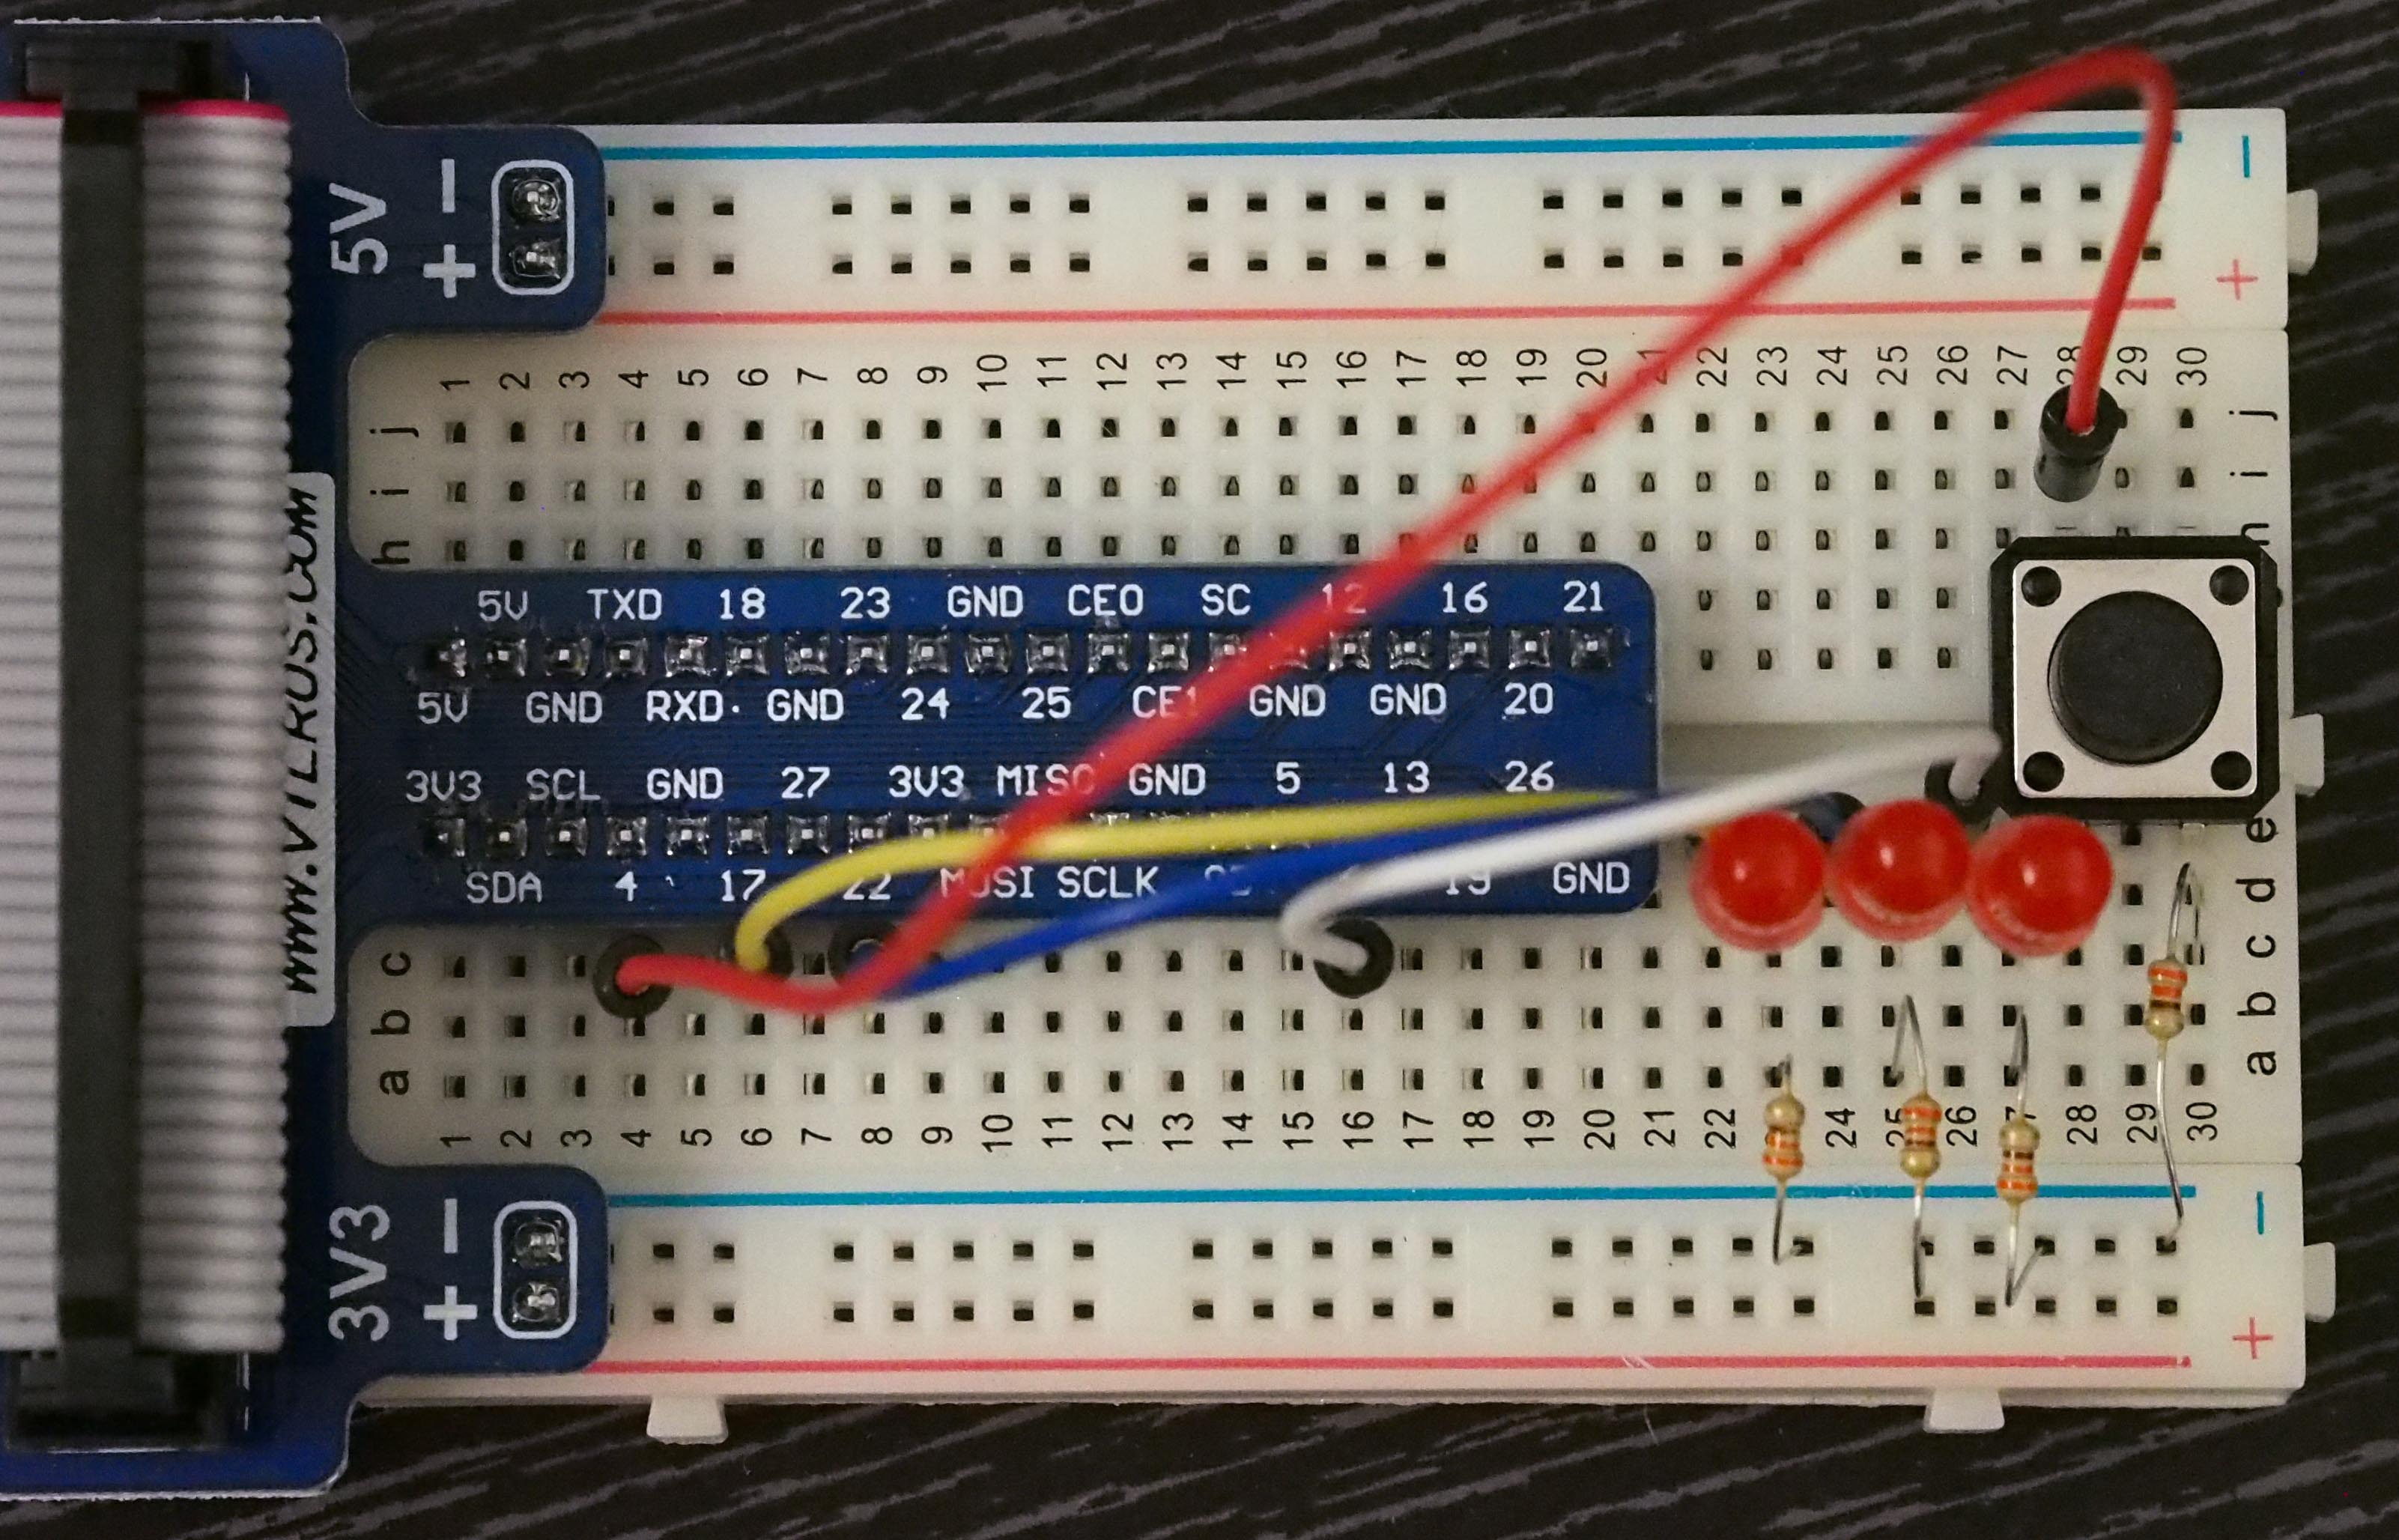 5V - +
- +
1 2 3 4 5 6 7 8 9 10 11 12 13 14 15 16 17 18 19 20 21 22 23 24 25 26 27 28 29 30
j j
i i
h h
5V TXD 18 23 GND CE0 SC 12 16 21
5V GND RXD GND 24 25 CE1 GND GND 20
www.VILROS.COM
3V3 SCL GND 27 3V3 MISO GND 5 13 26
e
SDA 4 17 22 MOSI SCLK 19 GND
d
c c
b b
a a
1 2 3 4 5 6 7 8 9 10 11 12 13 14 15 16 17 18 19 20 21 22 24 25 26 27 28 29 30
3V3 - +
- +